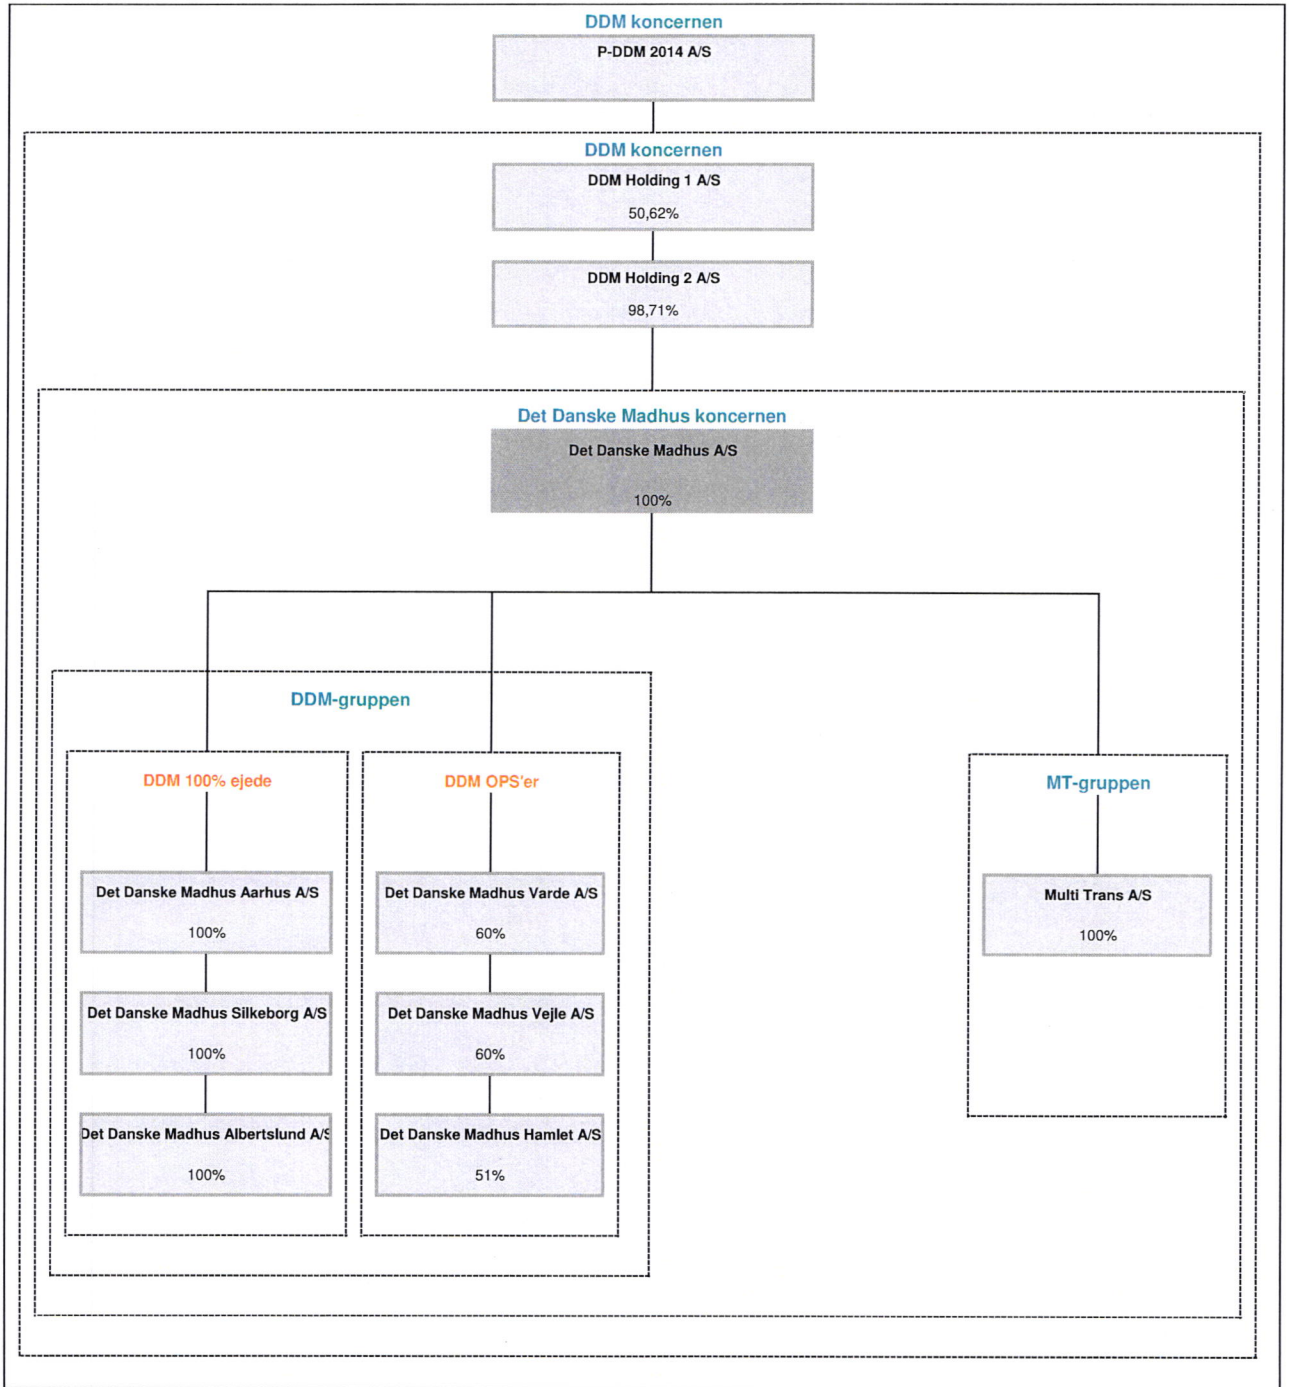 DDM koncernen
P-DDM 2014 A/S
DDM koncernen
DDM Holding 1 A/S
50,62%
DDM Holding 2 A/S
98,71%
Det Danske Madhus koncernen
Det Danske Madhus A/S
100%
DDM-gruppen
DDM 100% ejede
Det Danske Madhus Aarhus A/S
100%
Det Danske Madhus Silkeborg A/S
100%
Det Danske Madhus Albertslund A/S
100%
DDM OPS'er
Det Danske Madhus Varde A/S
60%
Det Danske Madhus Vejle A/S
60%
Det Danske Madhus Hamlet A/S
51%
MT-gruppen
Multi Trans A/S
100%